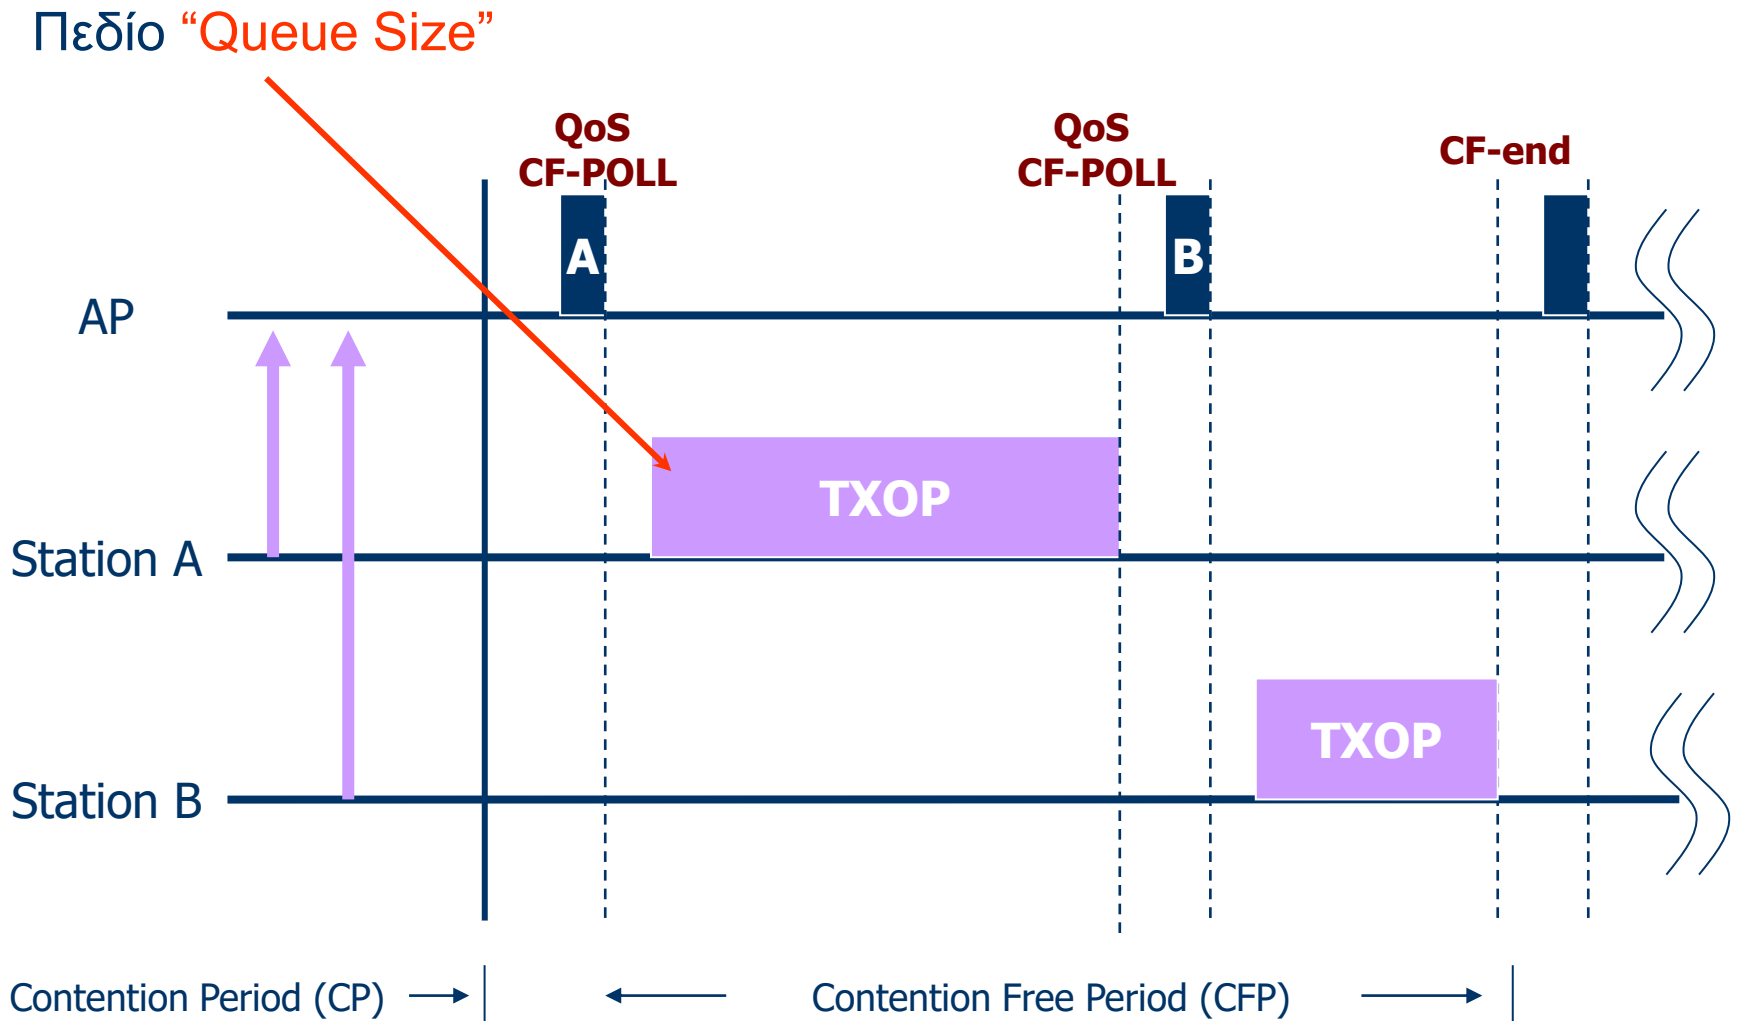 Πεδίο “Queue Size”
QoS
CF-POLL
QoS
CF-POLL
CF-end
A
B
AP
TXOP
Station A
TXOP
Station B
Contention Period (CP)
Contention Free Period (CFP)